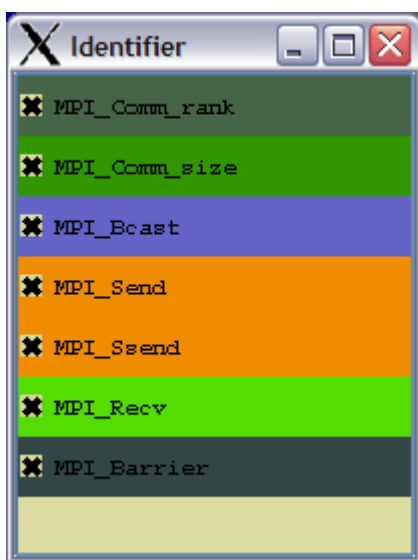 Identifier
MPI_Comm_rank
MPI_Comm_size
MPI_Bcast
MPI_Send
MPI_Ssend
MPI_Recv
MPI_Barrier